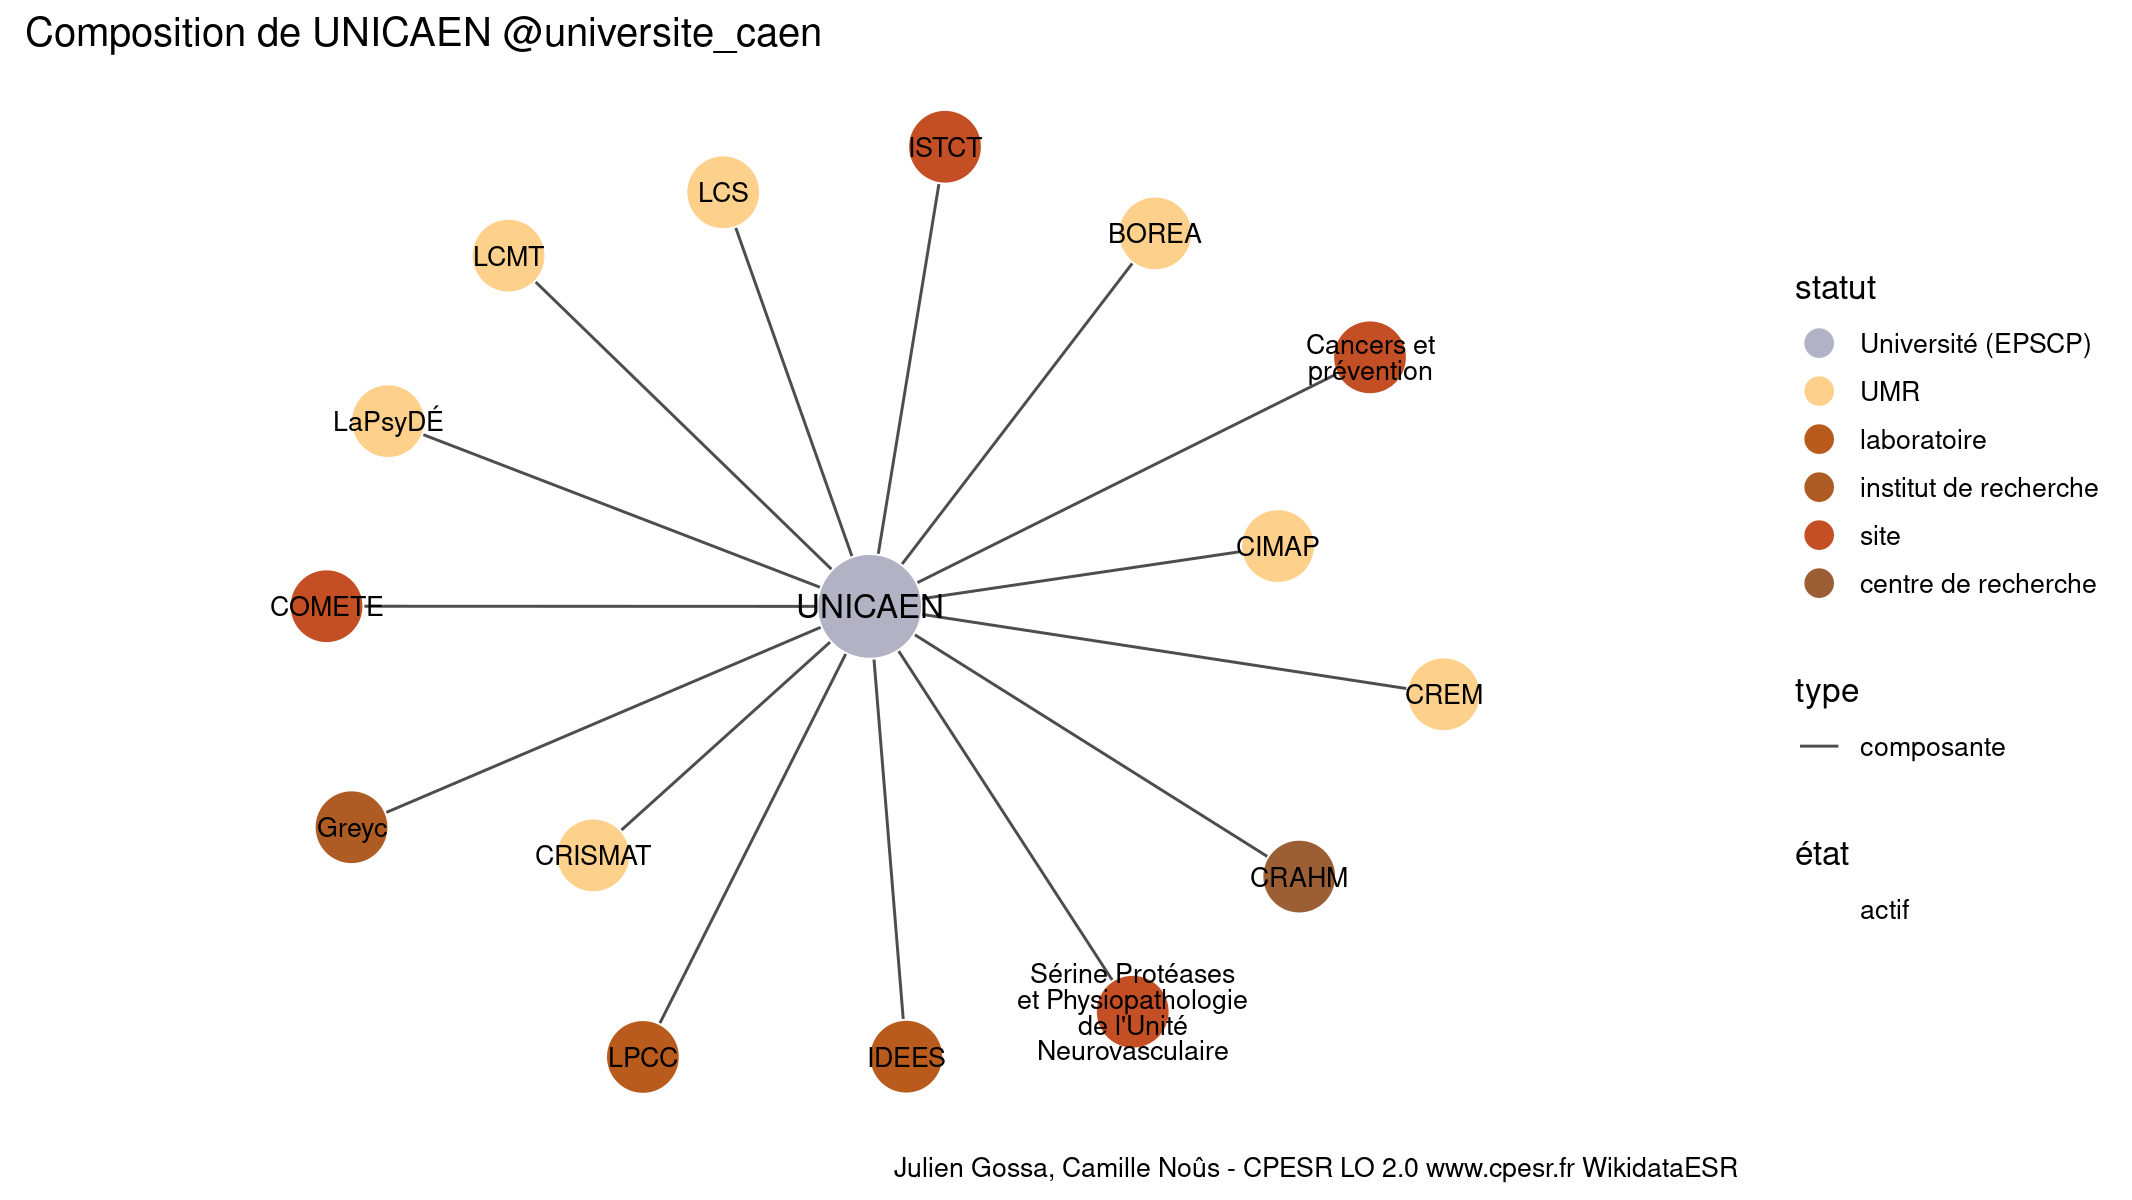 Composition de UNICAEN @universite_caen
ISTCT
LCS
BOREA
LCMT
Cancers et
prévention
LaPsyDÉ
CIMAP
COMETE
UNICAEN
CREM
Greyc
CRISMAT
CRAHM
LPCC
IDEES
Sérine Protéases
et Physiopathologie
de l'Unité
Neurovasculaire
statut
Université (EPSCP)
UMR
laboratoire
institut de recherche
site
centre de recherche
type
composante
état
actif
Julien Gossa, Camille Noûs - CPESR LO 2.0 www.cpesr.fr WikidataESR